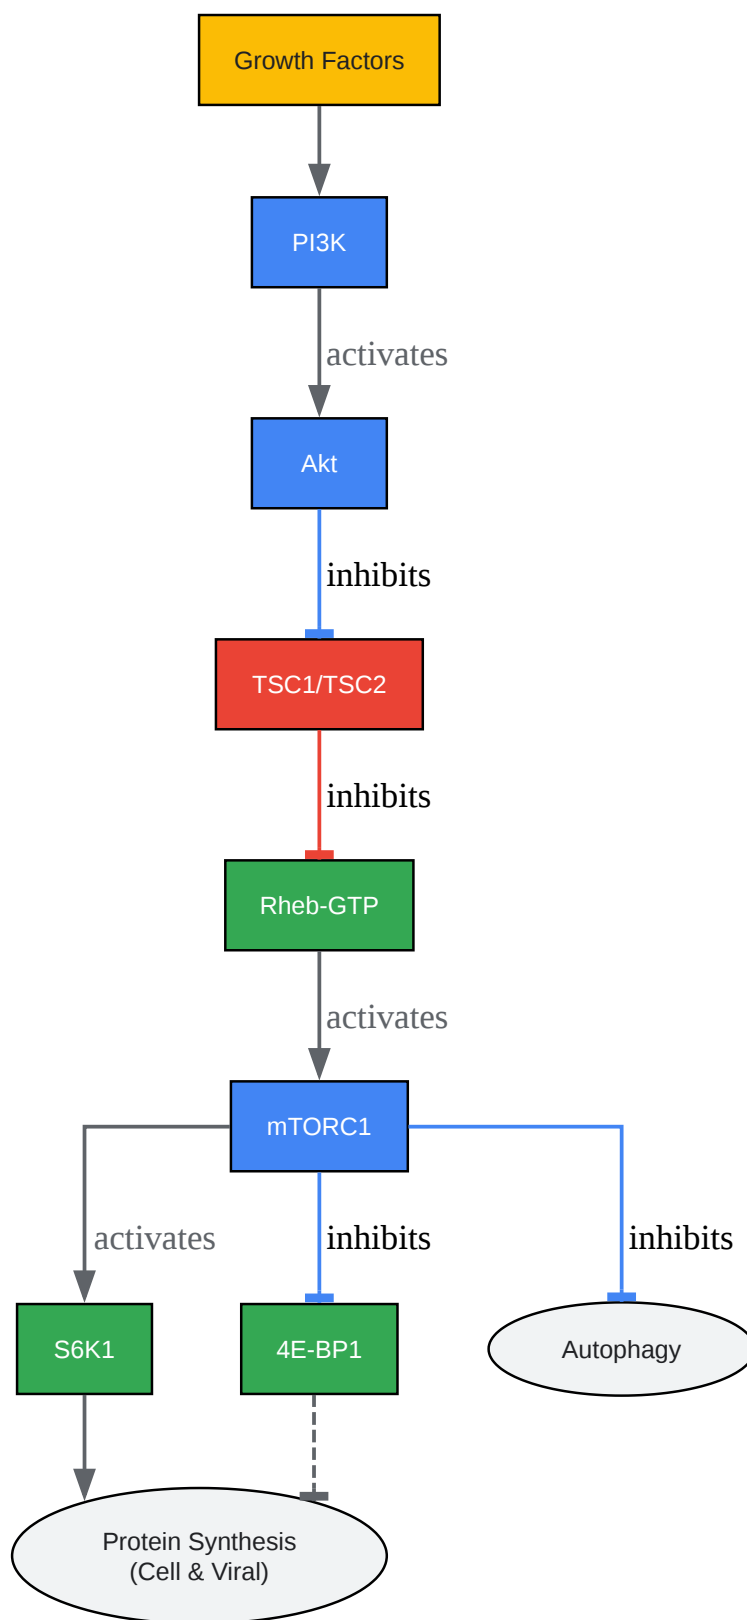 Growth Factors
PI3K
activates
Akt
inhibits
TSC1/TSC2
inhibits
Rheb-GTP
activates
mTORC1
activates
inhibits
inhibits
S6K1
4E-BP1
Autophagy
Protein Synthesis
(Cell & Viral)